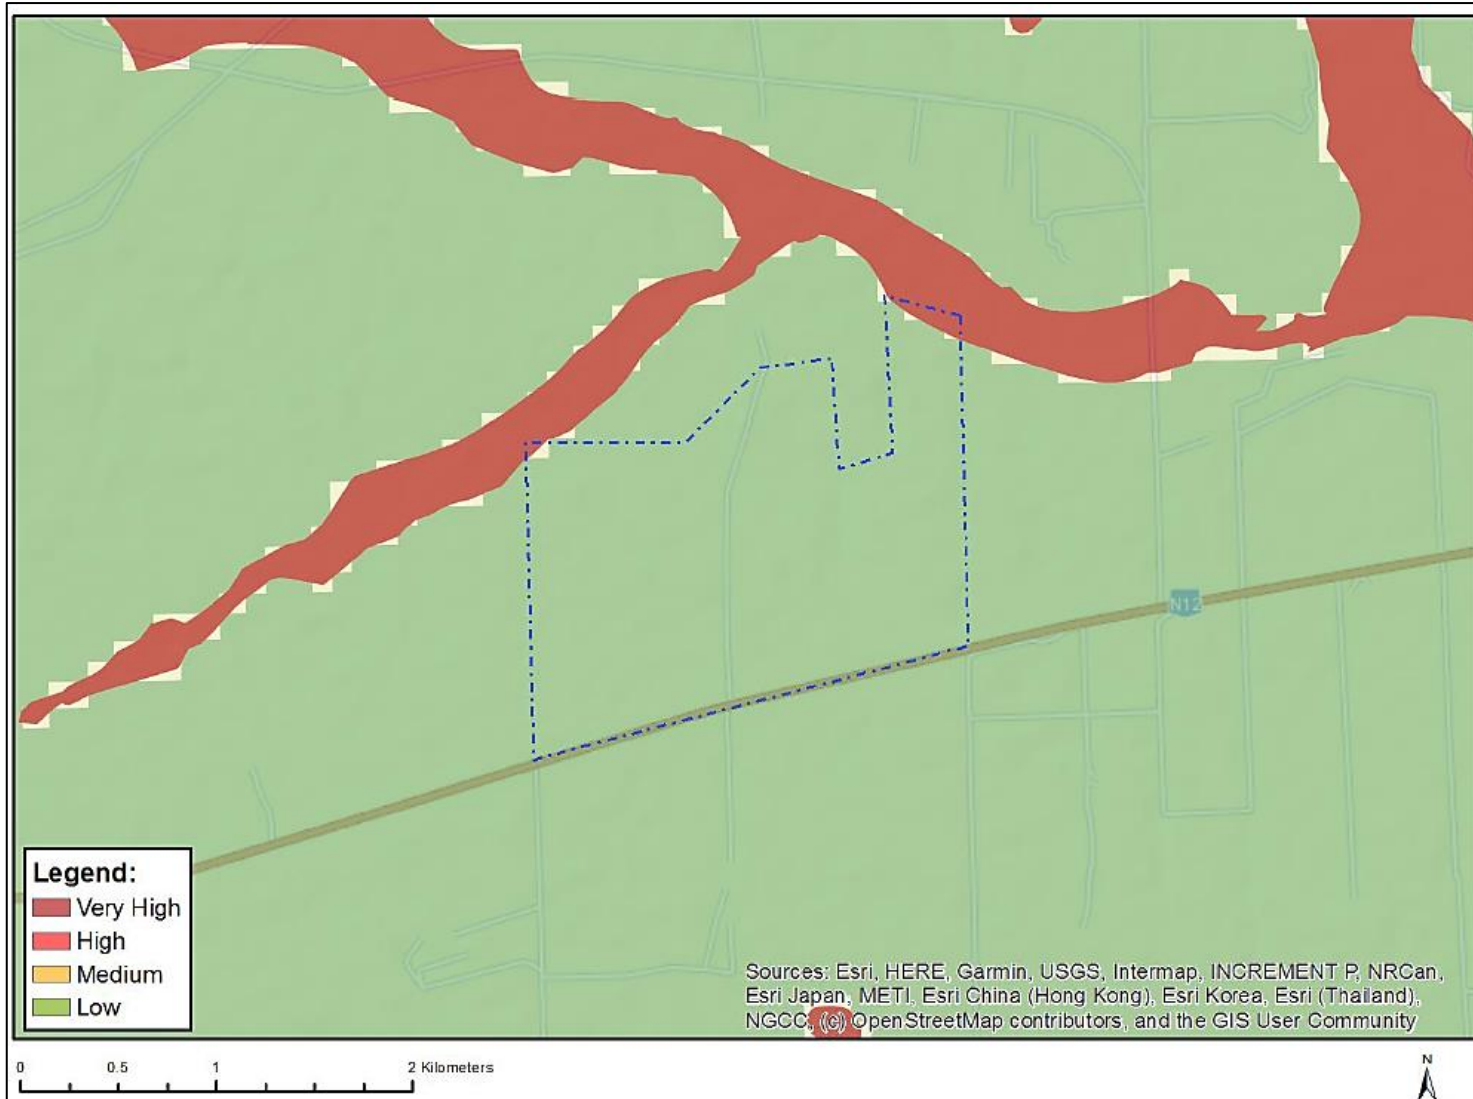 N12
Legend:
Very High
High
Medium
Low
Sources: Esri, HERE, Garmin, USGS, Intermap, INCREMENT P, NRCan,
Esri Japan, METI, Esri China (Hong Kong), Esri Korea, Esri (Thailand),
NGCC, (c) OpenStreetMap contributors, and the GIS User Community
0 0.5 1 2 Kilometers
N